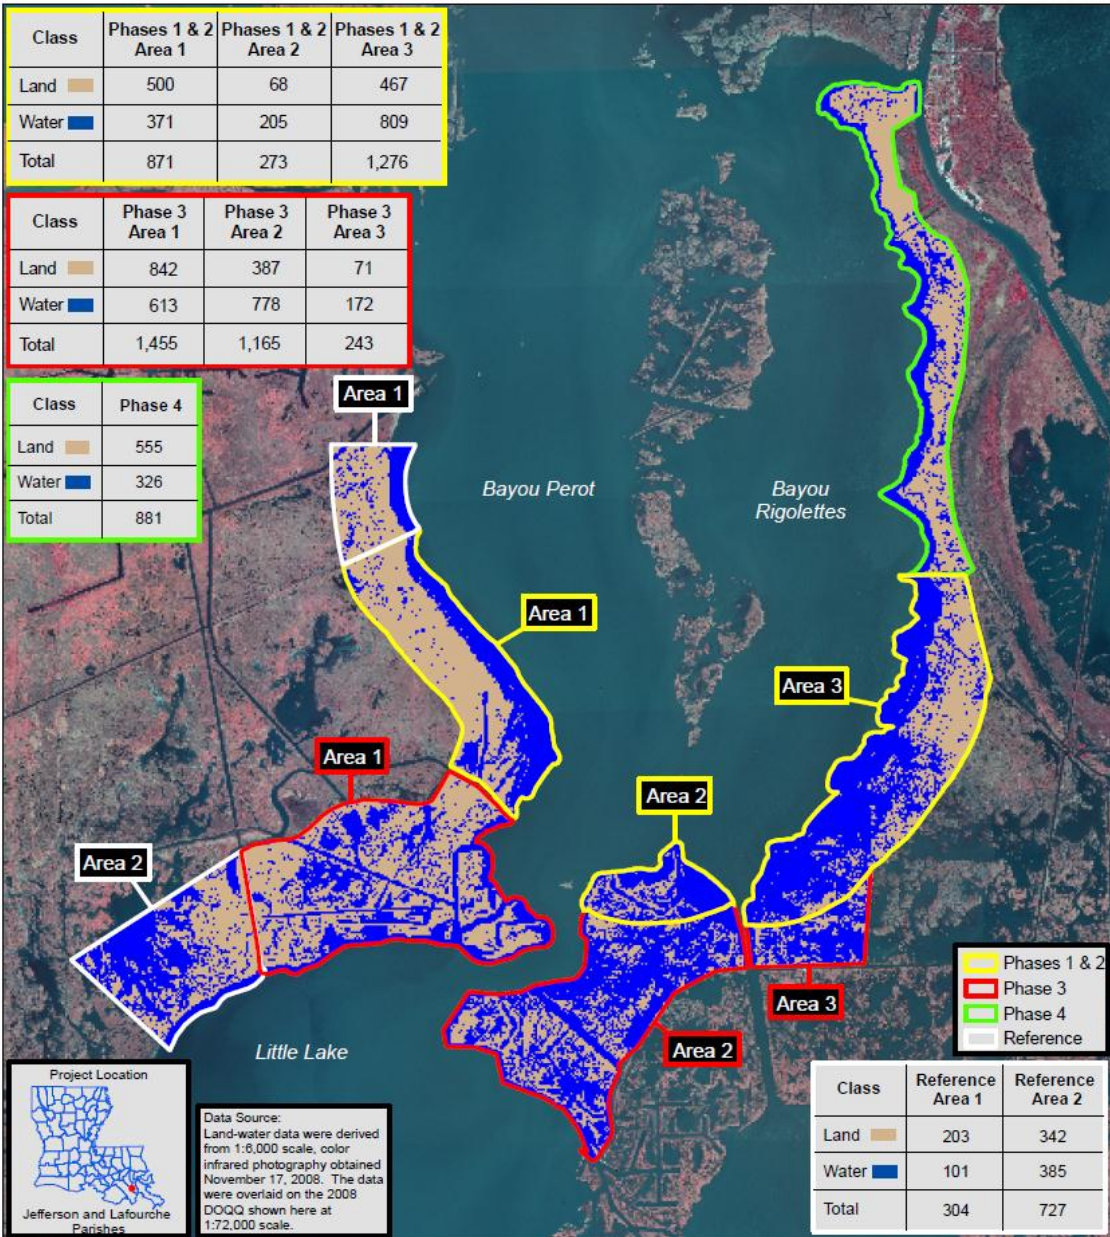 Class Phases 1 & 2 Area 1 Phases 1 & 2 Area 2 Phases 1 & 2 Area 3
Land 500 68 467
Water 371 205 809
Total 871 273 1,276
Class Phase 3 Area 1 Phase 3 Area 2 Phase 3 Area 3
Land 842 387 71
Water 613 778 172
Total 1,455 1,165 243
Class Phase 4
Land 555
Water 326
Total 881
Area 1
Bayou Perot
Bayou
Rigolettes
Area 1
Area 3
Area 1
Area 2
Area 2
Area 3
Area 2
Little Lake
Phases 1 & 2
Phase 3
Phase 4
Reference
Project Location
Jefferson and Lafourche
Parishes
Data Source:
Land-water data were derived
from 1:6,000 scale, color
infrared photography obtained
November 17, 2008. The data
were overlaid on the 2008
DOQQ shown here at
1:72,000 scale.
Class Reference Area 1 Reference Area 2
Land 203 342
Water 101 385
Total 304 727